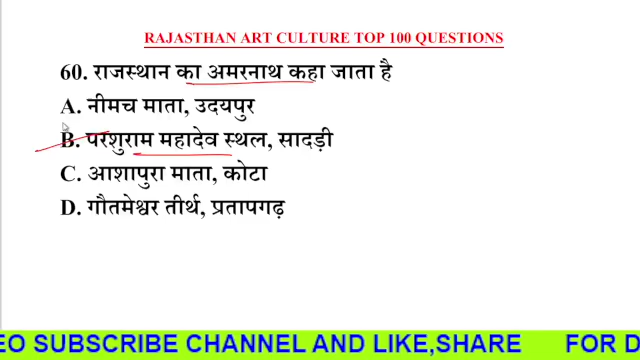 RAJASTHAN ART CULTURE TOP 100 QUESTIONS
60. राजस्थान का अमरनाथ कहा जाता है
A. नीमच माता, उदयपुर
B. परशुराम महादेव स्थल, सादड़ी
C. आशापुरा माता, कोटा
D. गौतमेश्वर तीर्थ, प्रतापगढ़
EO SUBSCRIBE CHANNEL AND LIKE,SHARE FOR D